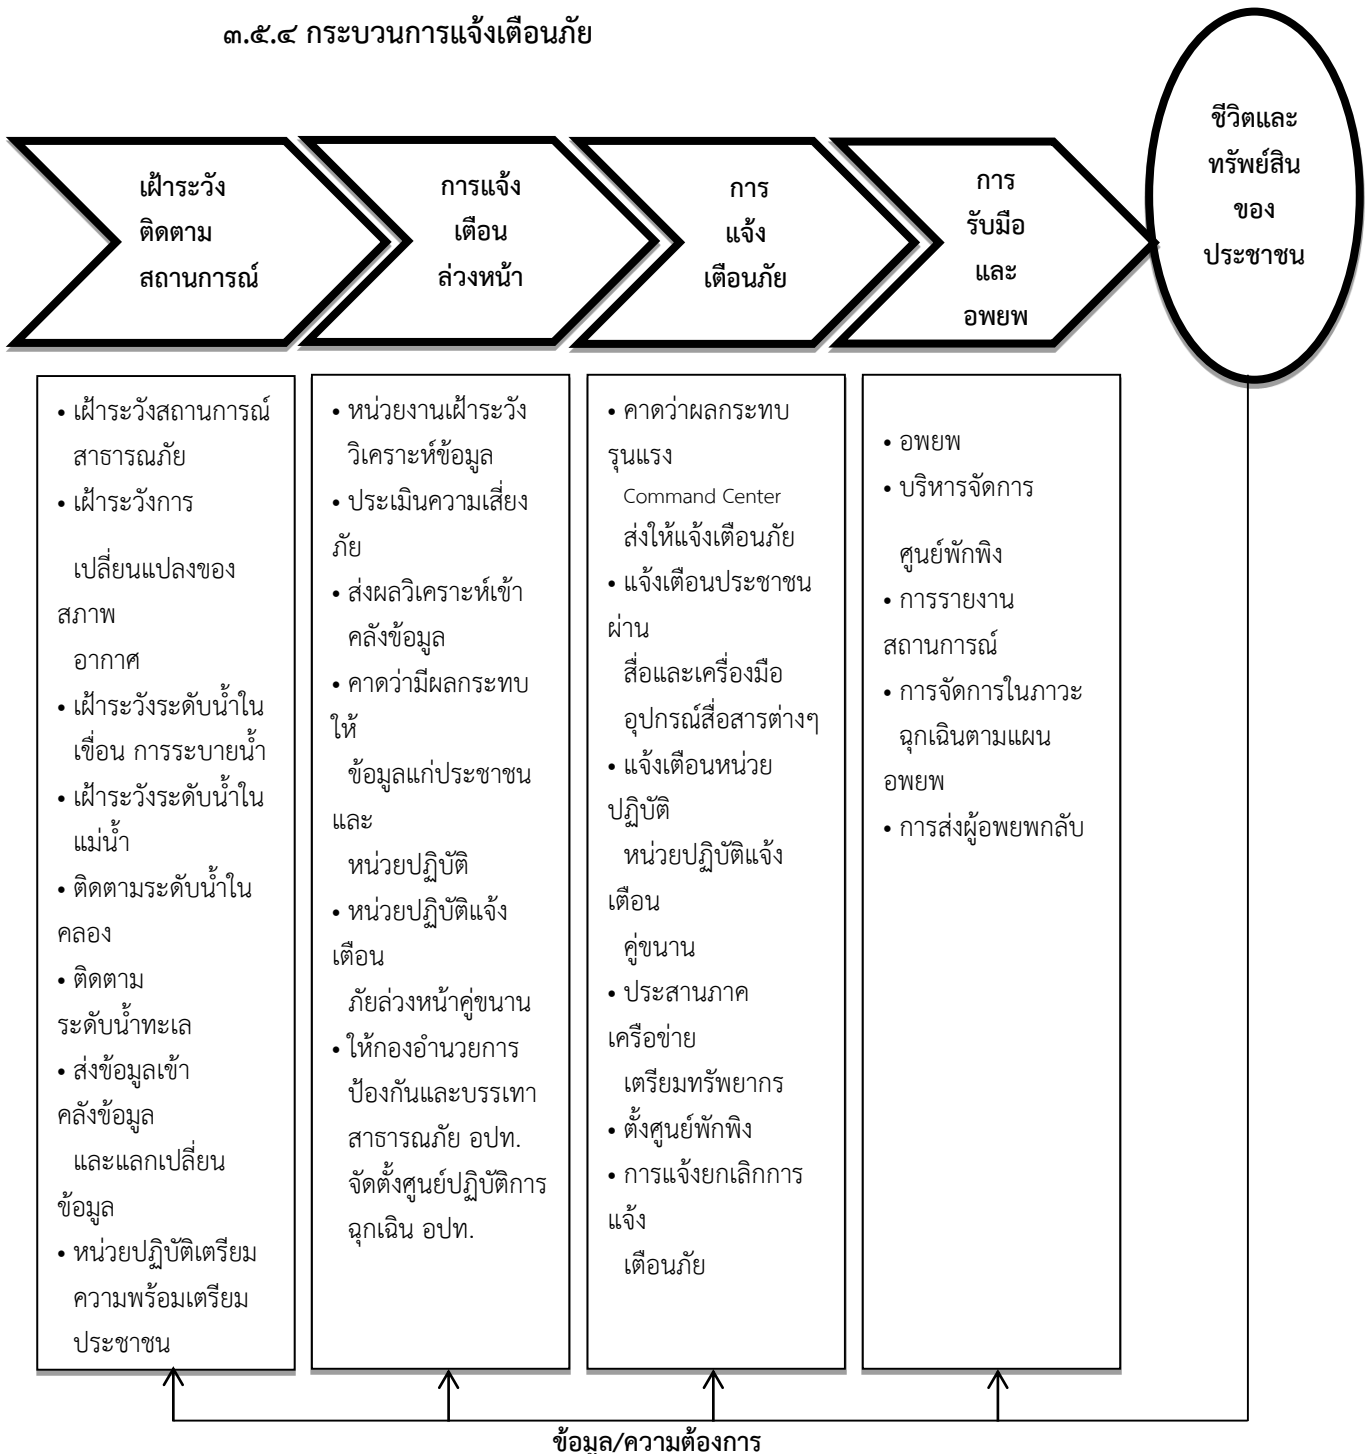 ๓.๕.๔ กระบวนการแจ้งเตือนภัย
เฝ้าระวัง
ติดตาม
สถานการณ์
การแจ้ง
เตือน
ล่วงหน้า
การ
แจ้ง
เตือนภัย
การ
รับมือ
และ
อพยพ
ชีวิตและ
ทรัพย์สิน
ของ
ประชาชน
• เฝ้าระวังสถานการณ์
สาธารณภัย
• เฝ้าระวังการ
เปลี่ยนแปลงของ
สภาพ
อากาศ
• เฝ้าระวังระดับน้ำใน
เขื่อน การระบายน้ำ
• เฝ้าระวังระดับน้ำใน
แม่น้ำ
• ติดตามระดับน้ำใน
คลอง
• ติดตาม
ระดับน้ำทะเล
• ส่งข้อมูลเข้า
คลังข้อมูล
และแลกเปลี่ยน
ข้อมูล
• หน่วยปฏิบัติเตรียม
ความพร้อมเตรียม
ประชาชน
• หน่วยงานเฝ้าระวัง
วิเคราะห์ข้อมูล
• ประเมินความเสี่ยง
ภัย
• ส่งผลวิเคราะห์เข้า
คลังข้อมูล
• คาดว่ามีผลกระทบ
ให้
ข้อมูลแก่ประชาชน
และ
หน่วยปฏิบัติ
• หน่วยปฏิบัติแจ้ง
เตือน
ภัยล่วงหน้าคู่ขนาน
• ให้กองอำนวยการ
ป้องกันและบรรเทา
สาธารณภัย อปท.
จัดตั้งศูนย์ปฏิบัติการ
ฉุกเฉิน อปท.
• คาดว่าผลกระทบ
รุนแรง
Command Center
ส่งให้แจ้งเตือนภัย
• แจ้งเตือนประชาชน
ผ่าน
สื่อและเครื่องมือ
อุปกรณ์สื่อสารต่างๆ
• แจ้งเตือนหน่วย
ปฏิบัติ
หน่วยปฏิบัติแจ้ง
เตือน
คู่ขนาน
• ประสานภาค
เครือข่าย
เตรียมทรัพยากร
• ตั้งศูนย์พักพิง
• การแจ้งยกเลิกการ
แจ้ง
เตือนภัย
• อพยพ
• บริหารจัดการ
ศูนย์พักพิง
• การรายงาน
สถานการณ์
• การจัดการในภาวะ
ฉุกเฉินตามแผน
อพยพ
• การส่งผู้อพยพกลับ
ข้อมูล/ความต้องการ